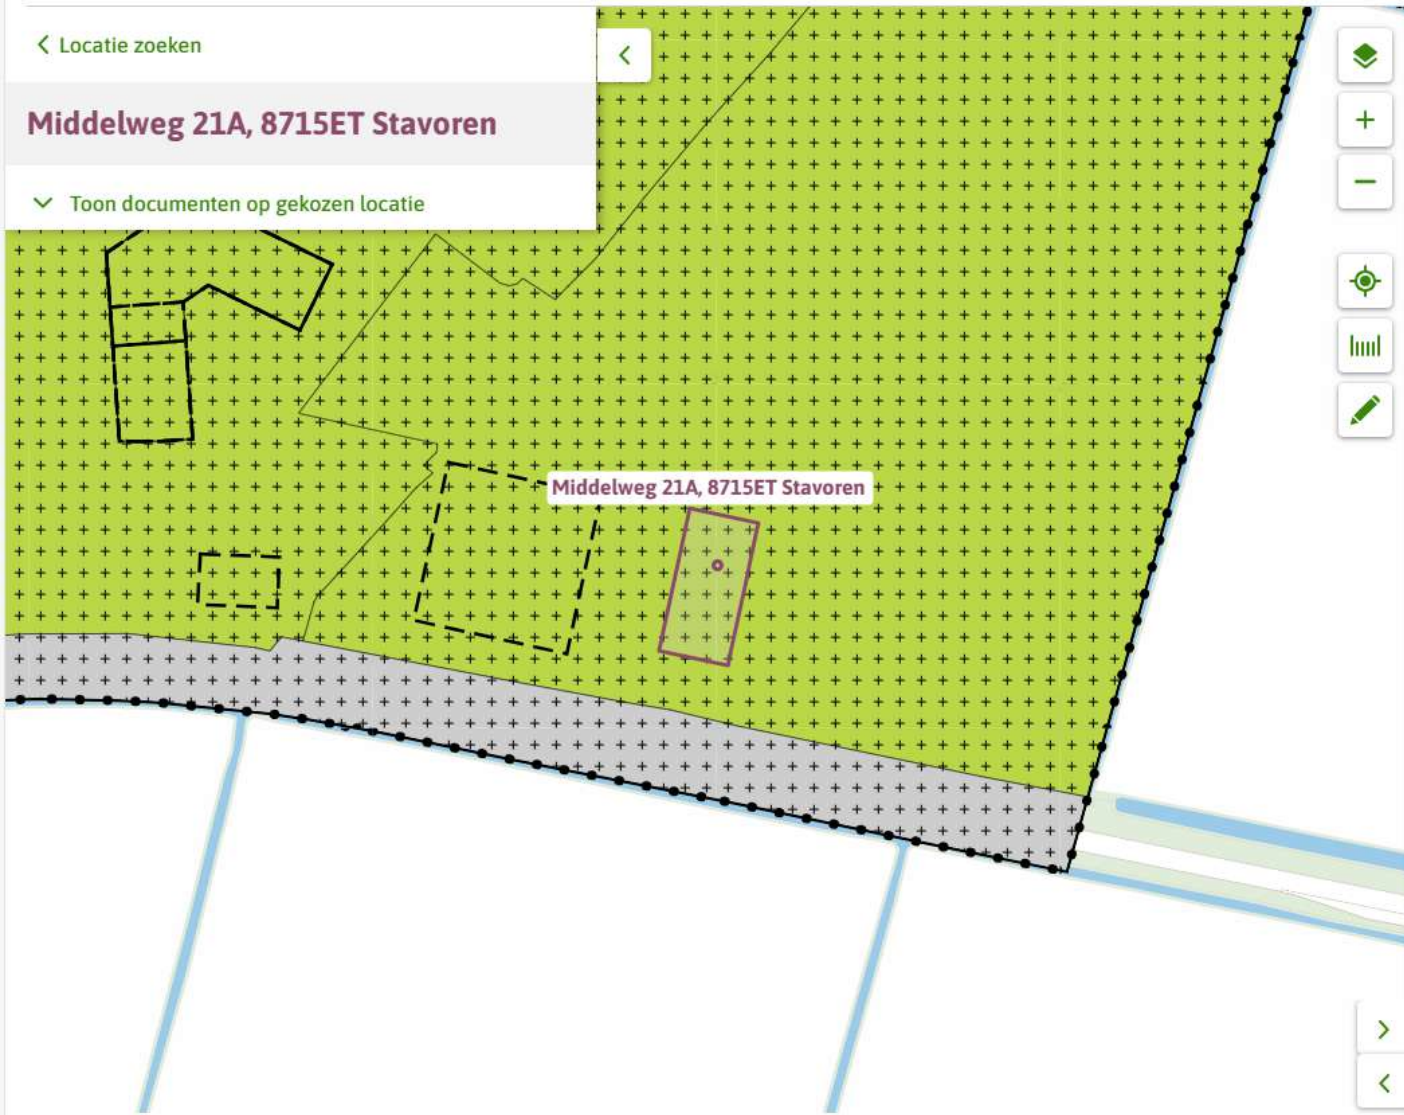 Locatie zoeken
Middelweg 21A, 8715ET Stavoren
Toon documenten op gekozen locatie
Middelweg 21A, 8715ET Stavoren